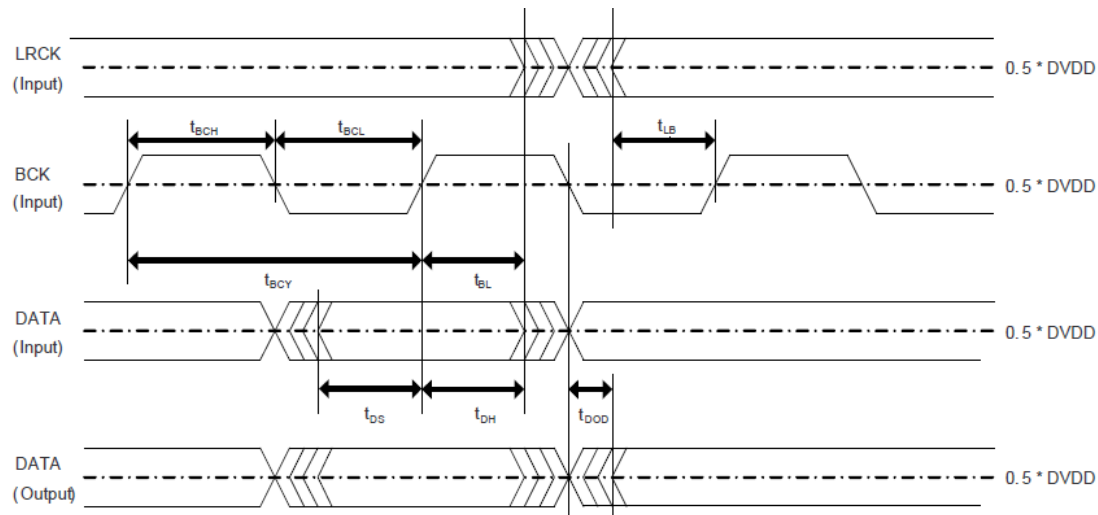 LRCK
(Input)
0.5 * DVDD
tBCH
tBCL
tLB
BCK
(Input)
0.5 * DVDD
tBCY
tBL
DATA
(Input)
0.5 * DVDD
tDS
tDH
tDOD
DATA
(Output)
0.5 * DVDD